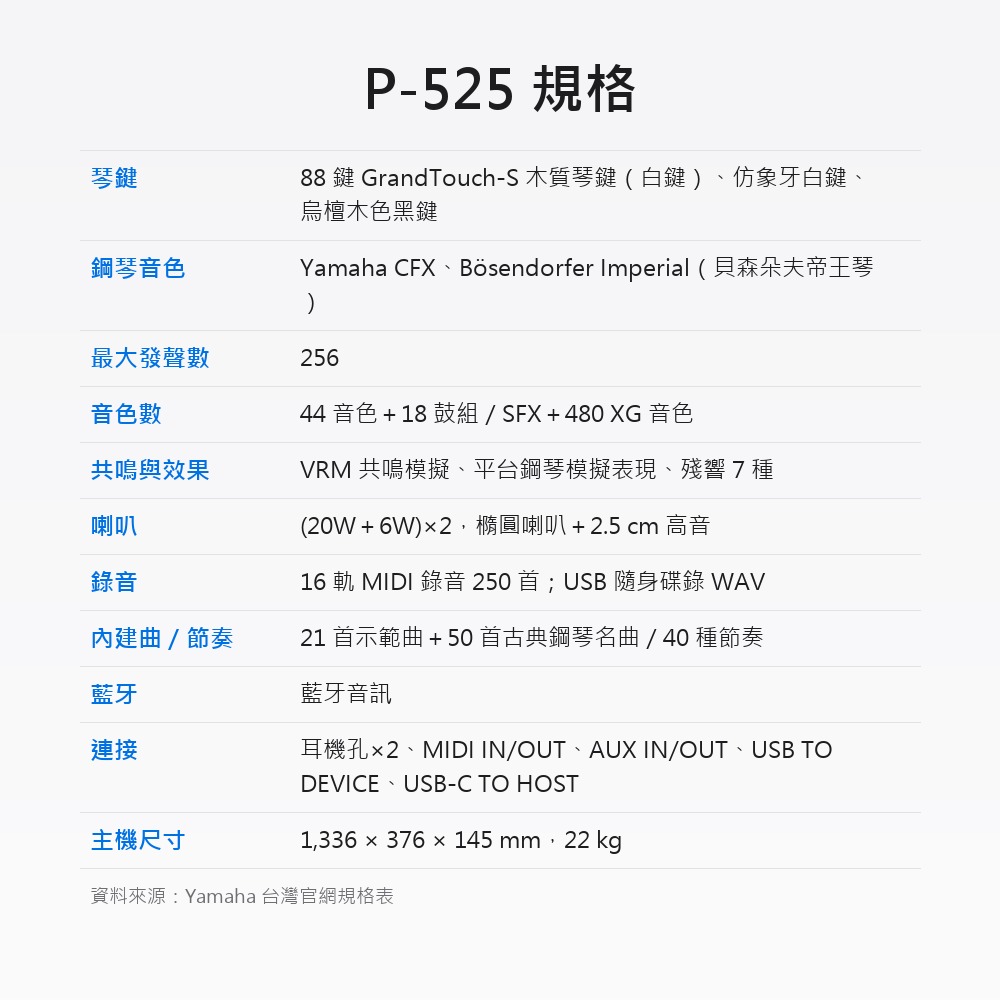 P-525 規格
琴鍵
88 鍵 GrandTouch-S 木質琴鍵（白鍵）、仿象牙白鍵、
烏檀木色黑鍵
鋼琴音色
Yamaha CFX、Bösendorfer Imperial（貝森朵夫帝王琴
）
最大發聲數
256
音色數
44 音色 + 18 鼓組 / SFX + 480 XG 音色
共鳴與效果
VRM 共鳴模擬、平台鋼琴模擬表現、殘響 7 種
喇叭
(20W + 6W)×2，橢圓喇叭 + 2.5 cm 高音
錄音
16 軌 MIDI 錄音 250 首；USB 隨身碟錄 WAV
內建曲 / 節奏
21 首示範曲 + 50 首古典鋼琴名曲 / 40 種節奏
藍牙
藍牙音訊
連接
耳機孔×2、MIDI IN/OUT、AUX IN/OUT、USB TO
DEVICE、USB-C TO HOST
主機尺寸
1,336 × 376 × 145 mm，22 kg
資料來源：Yamaha 台灣官網規格表